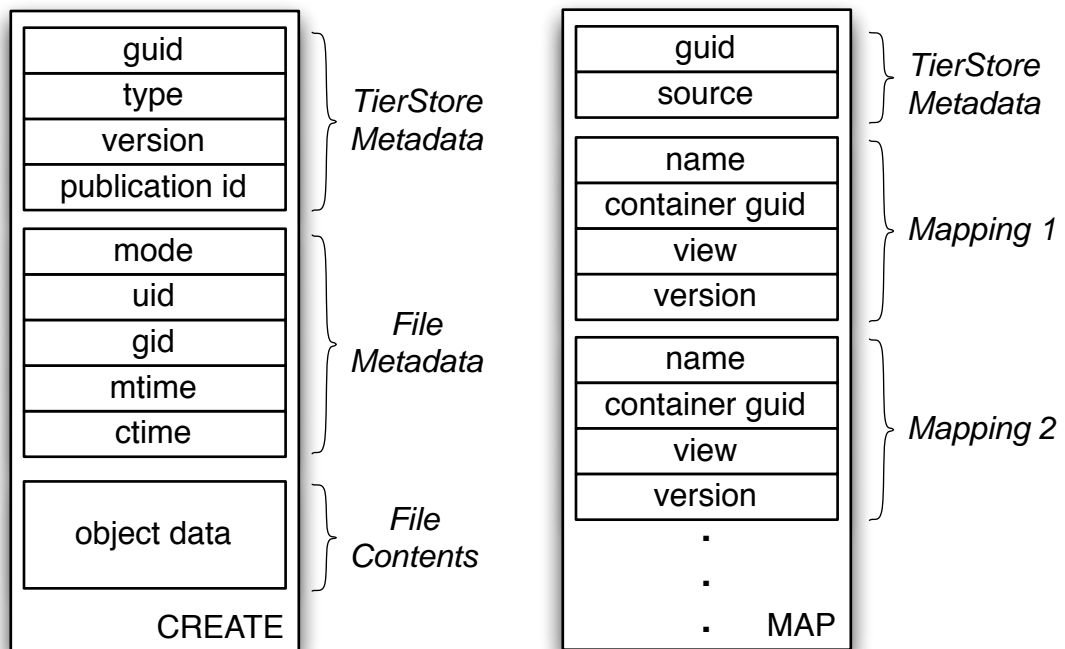 guid
type
version
publication id
TierStore
Metadata
mode
uid
gid
mtime
ctime
File
Metadata
object data
File
Contents
CREATE
guid
source
TierStore
Metadata
name
container guid
view
version
Mapping 1
name
container guid
view
version
Mapping 2
.
.
.
MAP